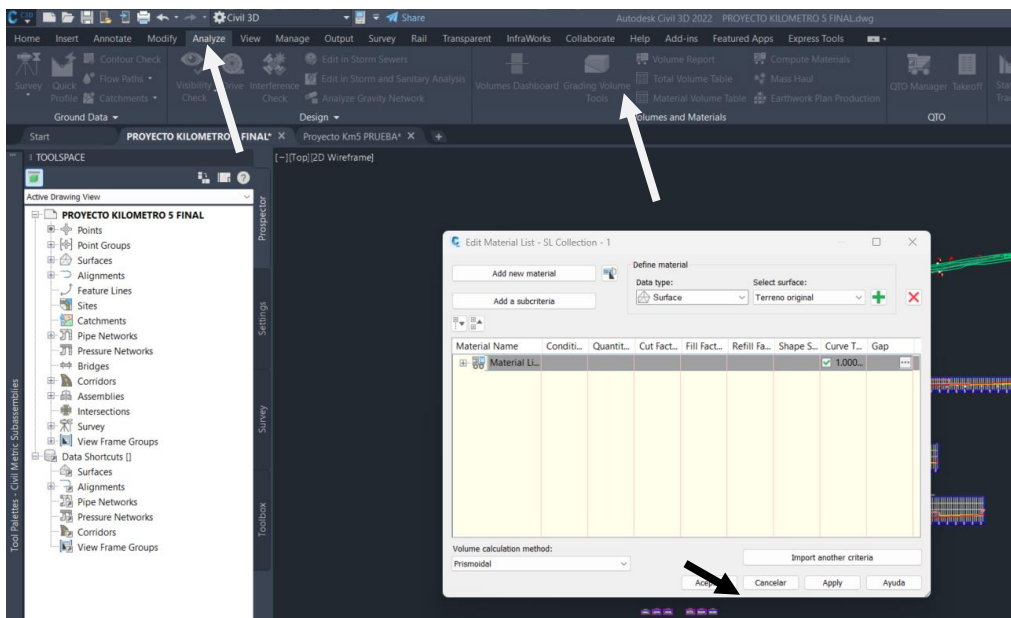 Civil 3D Share Autodesk Civil 3D 2022 PROYECTO KILOMETRO 5 FINAL.dwg
Home Insert Annotate Modify Analyze View Manage Output Survey Rail Transparent InfraWorks Collaborate Help Add-ins Featured Apps Express Tools
Contour Check
Flow Paths
Catchments
Survey
Quick Profile
Visibility Check
Drive
Interference Check
Edit in Storm Sewers
Edit in Storm and Sanitary Analysis
Analyze Gravity Network
Volumes Dashboard
Grading Volume Tools
Volume Report
Total Volume Table
Material Volume Table
Compute Materials
Mass Haul
Earthwork Plan Production
QTO Manager
Takeoff
Ground Data
Design
Volumes and Materials
QTO
Start PROYECTO KILOMETRO FINAL* Proyecto Km5 PRUEBA*
TOOLSPACE
[-][Top][2D Wireframe]
Active Drawing View
PROYECTO KILOMETRO 5 FINAL
Points
Point Groups
Surfaces
Alignments
Feature Lines
Sites
Catchments
Pipe Networks
Pressure Networks
Bridges
Corridors
Assemblies
Intersections
Survey
View Frame Groups
Data Shortcuts []
Surfaces
Alignments
Pipe Networks
Pressure Networks
Corridors
View Frame Groups
Prospector
Settings
Survey
Toolbox
Tool Palettes - Civil Metric Subassemblies
Edit Material List - SL Collection - 1
Add new material
Add a subcriteria
Define material
Data type:
Surface
Select surface:
Terreno original
Material Name Conditi... Quantit... Cut Fact... Fill Fact... Refill Fa... Shape S... Curve T... Gap
Material Li... 1.000...
Volume calculation method:
Prismoidal
Import another criteria
Cancelar Apply Ayuda